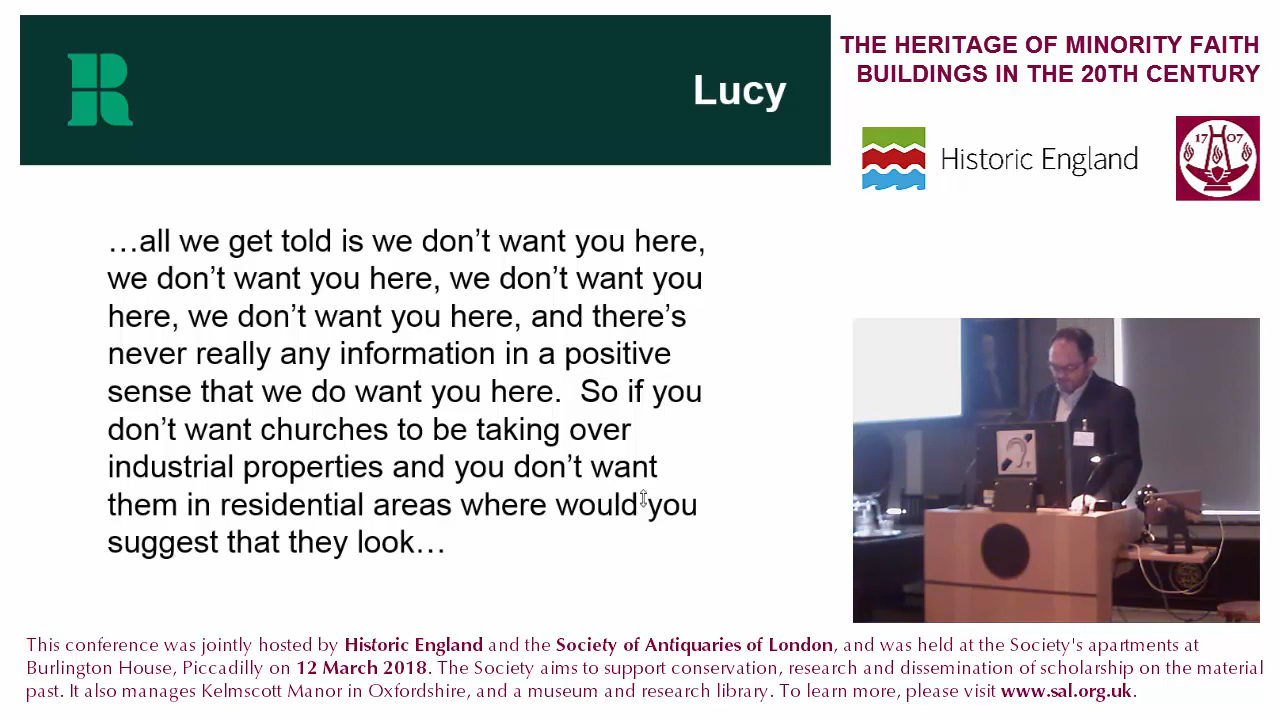 Lucy
THE HERITAGE OF MINORITY FAITH
BUILDINGS IN THE 20TH CENTURY
Historic England
1707
…all we get told is we don’t want you here,
we don’t want you here, we don’t want you
here, we don’t want you here, and there’s
never really any information in a positive
sense that we do want you here.  So if you
don’t want churches to be taking over
industrial properties and you don’t want
them in residential areas where would you
suggest that they look…
This conference was jointly hosted by Historic England and the Society of Antiquaries of London, and was held at the Society's apartments at
Burlington House, Piccadilly on 12 March 2018. The Society aims to support conservation, research and dissemination of scholarship on the material
past. It also manages Kelmscott Manor in Oxfordshire, and a museum and research library. To learn more, please visit www.sal.org.uk.